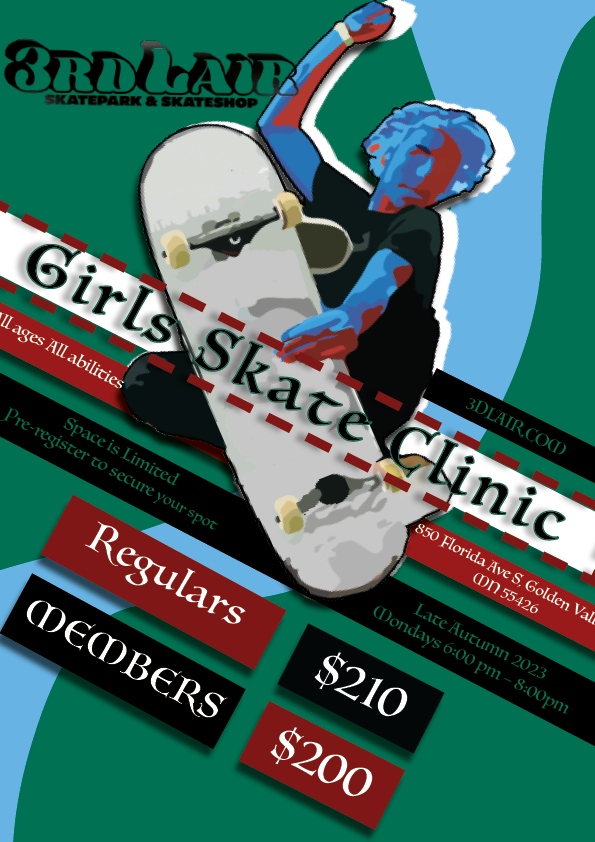 3RD LAIR
SKATEPARK & SKATESHOP
Girls Skate Clinic
All ages All abilities
3DLAIR.COM
Space is Limited
Pre-register to secure your spot
850 Florida Ave S, Golden Vall
MN 55426
Late Autumn 2023
Mondays 6:00 pm - 8:00pm
Regulars
$210
MEMBERS
$200